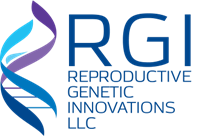 RGI
REPRODUCTIVE
GENETIC
INNOVATIONS
LLC